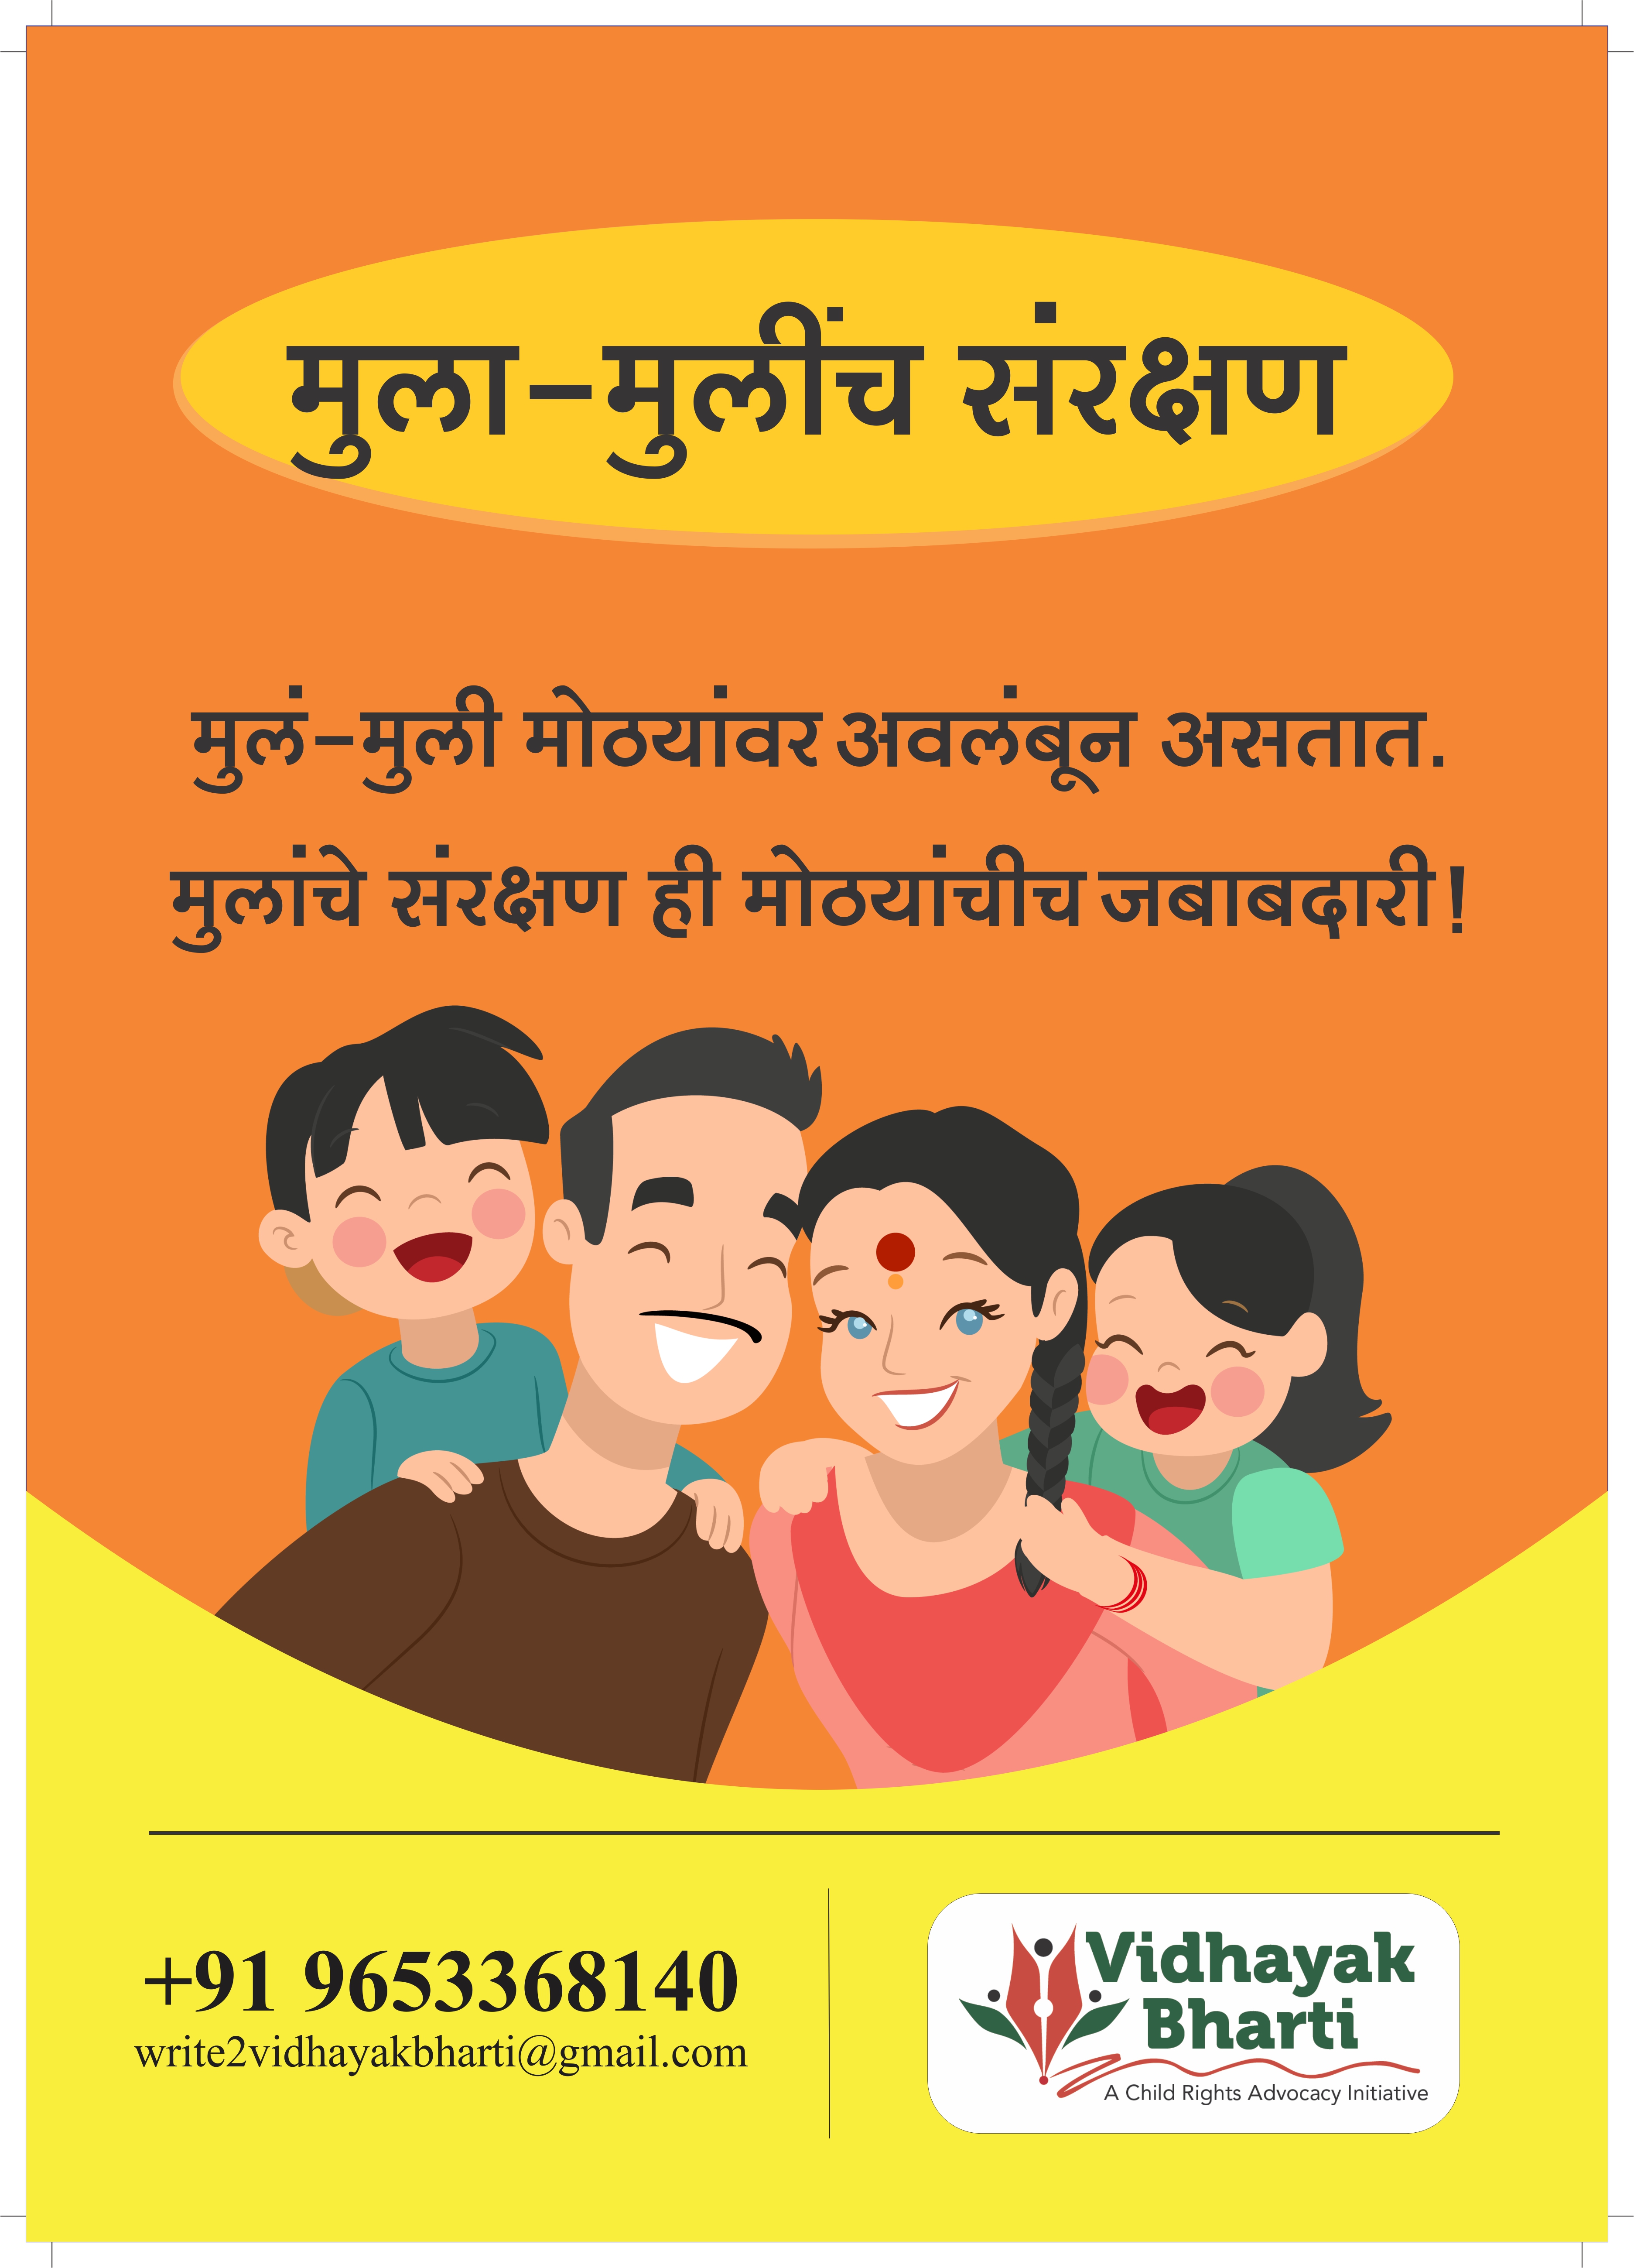 मुला-मुलींच संरक्षण
मुलं-मुली मोठयांवर अवलंबून असतात.
मुलांचे संरक्षण ही मोठयांचीच जबाबदारी!
+91 9653368140
write2vidhayakbharti@gmail.com
Vidhayak
Bharti
A Child Rights Advocacy Initiative